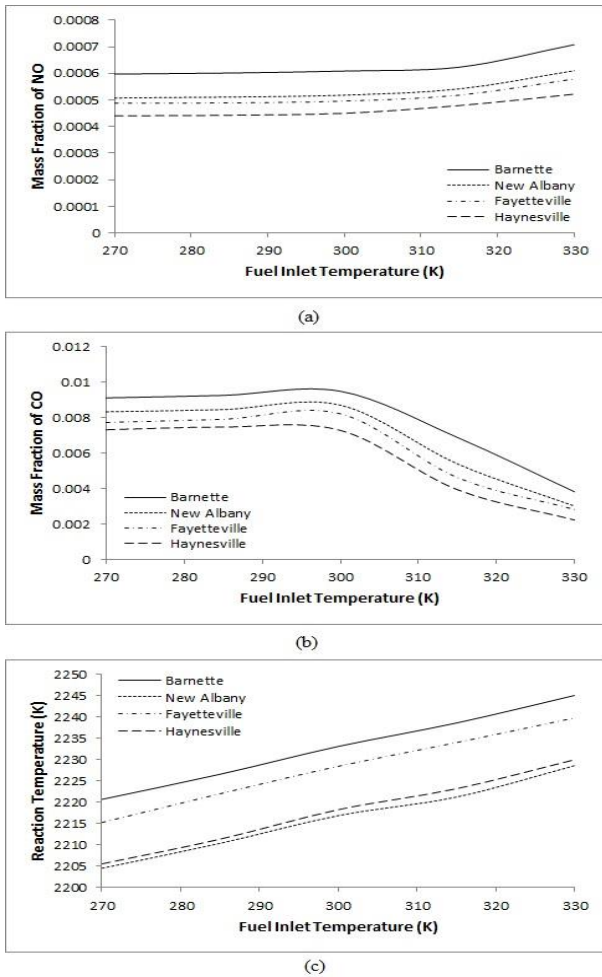 0.0008
0.0007
0.0006
0.0005
0.0004
0.0003
0.0002
0.0001
0
Mass Fraction of NO
Barnette
New Albany
Fayetteville
Haynesville
270 280 290 300 310 320 330
Fuel Inlet Temperature (K)
(a)
0.012
0.01
0.008
0.006
0.004
0.002
0
Mass Fraction of CO
Barnette
New Albany
Fayetteville
Haynesville
270 280 290 300 310 320 330
Fuel Inlet Temperature (K)
(b)
2250
2245
2240
2235
2230
2225
2220
2215
2210
2205
2200
Reaction Temperature (K)
Barnette
New Albany
Fayetteville
Haynesville
270 280 290 300 310 320 330
Fuel Inlet Temperature (K)
(c)